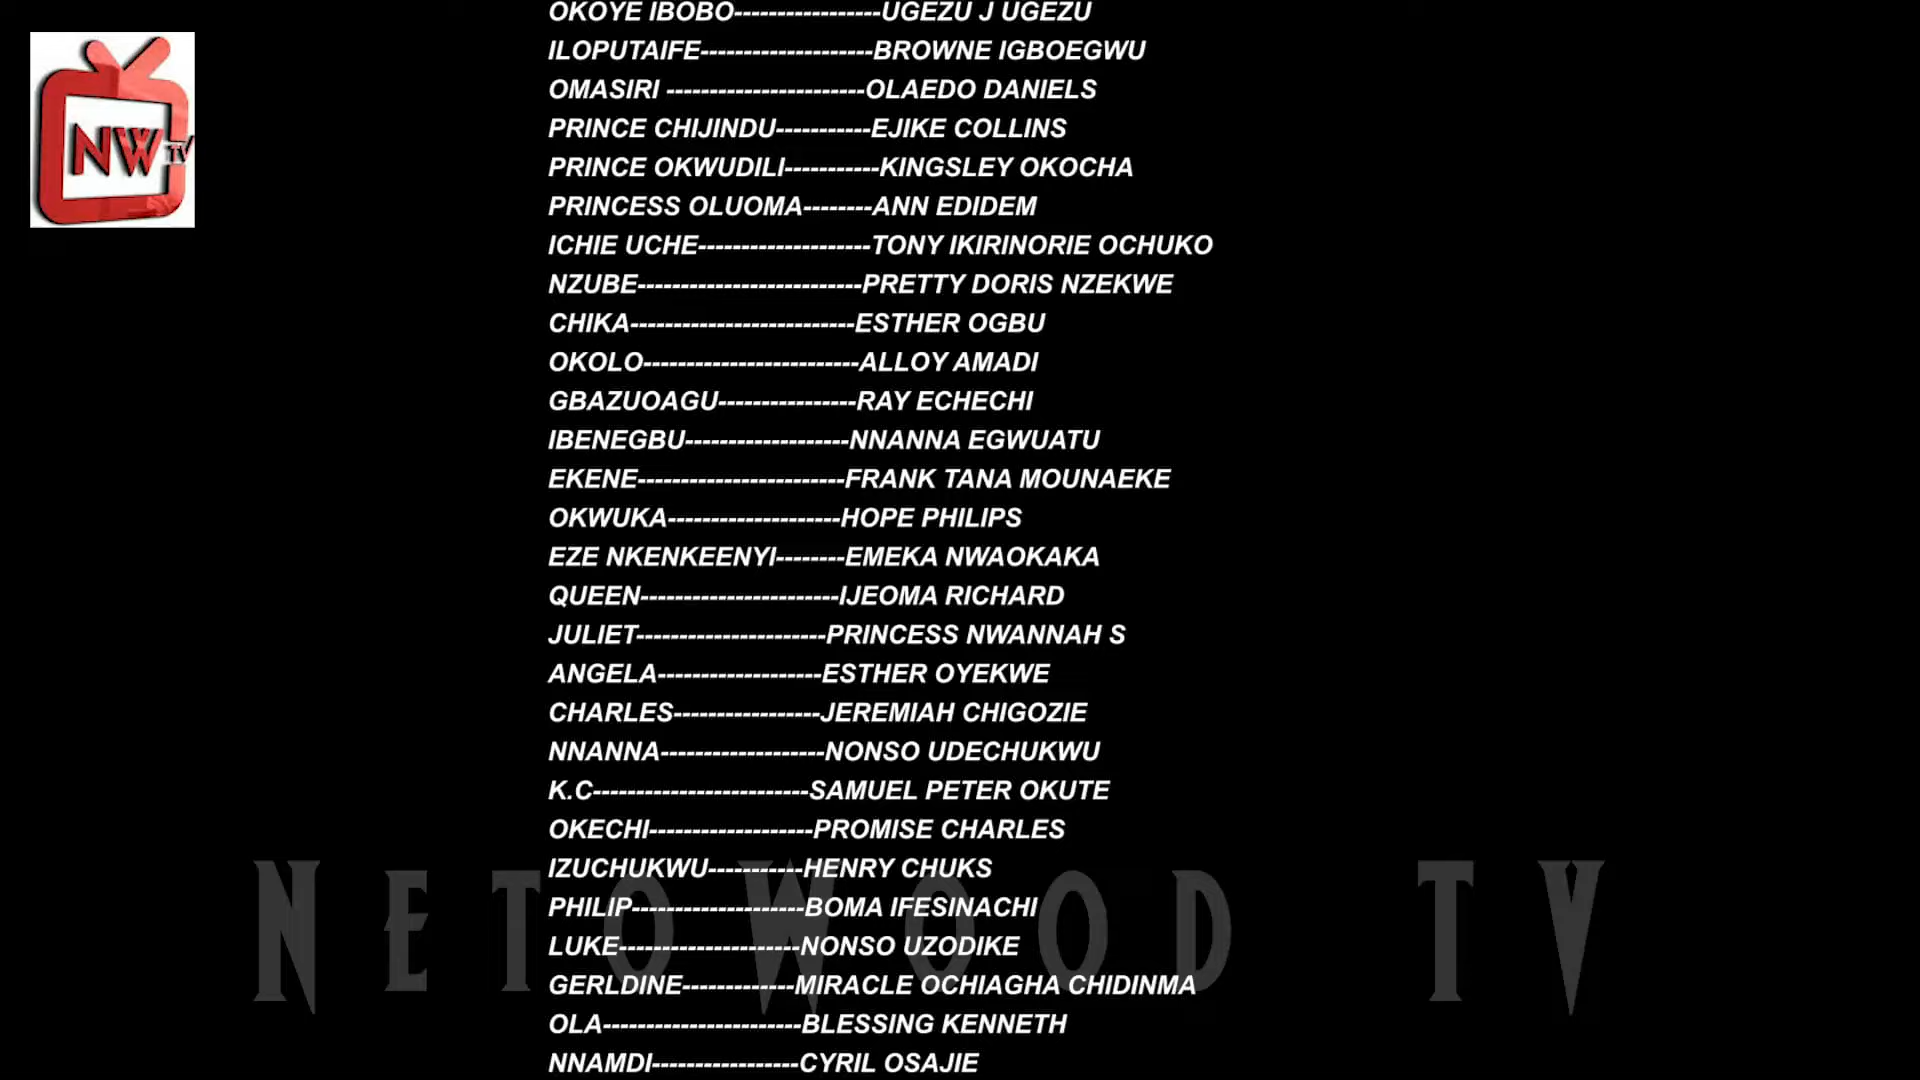 OKOYE IBOBO-----------------UGEZU J UGEZU
ILOPUTAIFE--------------------BROWNE IGBOEGWU
OMASIRI -----------------------OLAEDO DANIELS
PRINCE CHIJINDU-----------EJIKE COLLINS
PRINCE OKWUDILI-----------KINGSLEY OKOCHA
PRINCESS OLUOMA--------ANN EDIDEM
ICHIE UCHE--------------------TONY IKIRINORIE OCHUKO
NZUBE--------------------------PRETTY DORIS NZEKWE
CHIKA--------------------------ESTHER OGBU
OKOLO-------------------------ALLOY AMADI
GBAZUOAGU----------------RAY ECHECHI
IBENEGBU-------------------NNANNA EGWUATU
EKENE------------------------FRANK TANA MOUNAEKE
OKWUKA--------------------HOPE PHILIPS
EZE NKENKEENYI--------EMEKA NWAOKAKA
QUEEN-----------------------IJEOMA RICHARD
JULIET----------------------PRINCESS NWANNAH S
ANGELA-------------------ESTHER OYEKWE
CHARLES-----------------JEREMIAH CHIGOZIE
NNANNA-------------------NONSO UDECHUKWU
K.C-------------------------SAMUEL PETER OKUTE
OKECHI-------------------PROMISE CHARLES
IZUCHUKWU-----------HENRY CHUKS
PHILIP--------------------BOMA IFESINACHI
LUKE---------------------NONSO UZODIKE
GERLDINE-------------MIRACLE OCHIAGHA CHIDINMA
OLA-----------------------BLESSING KENNETH
NNAMDI-----------------CYRIL OSAJIE
NW TV
NETOWOOD TV